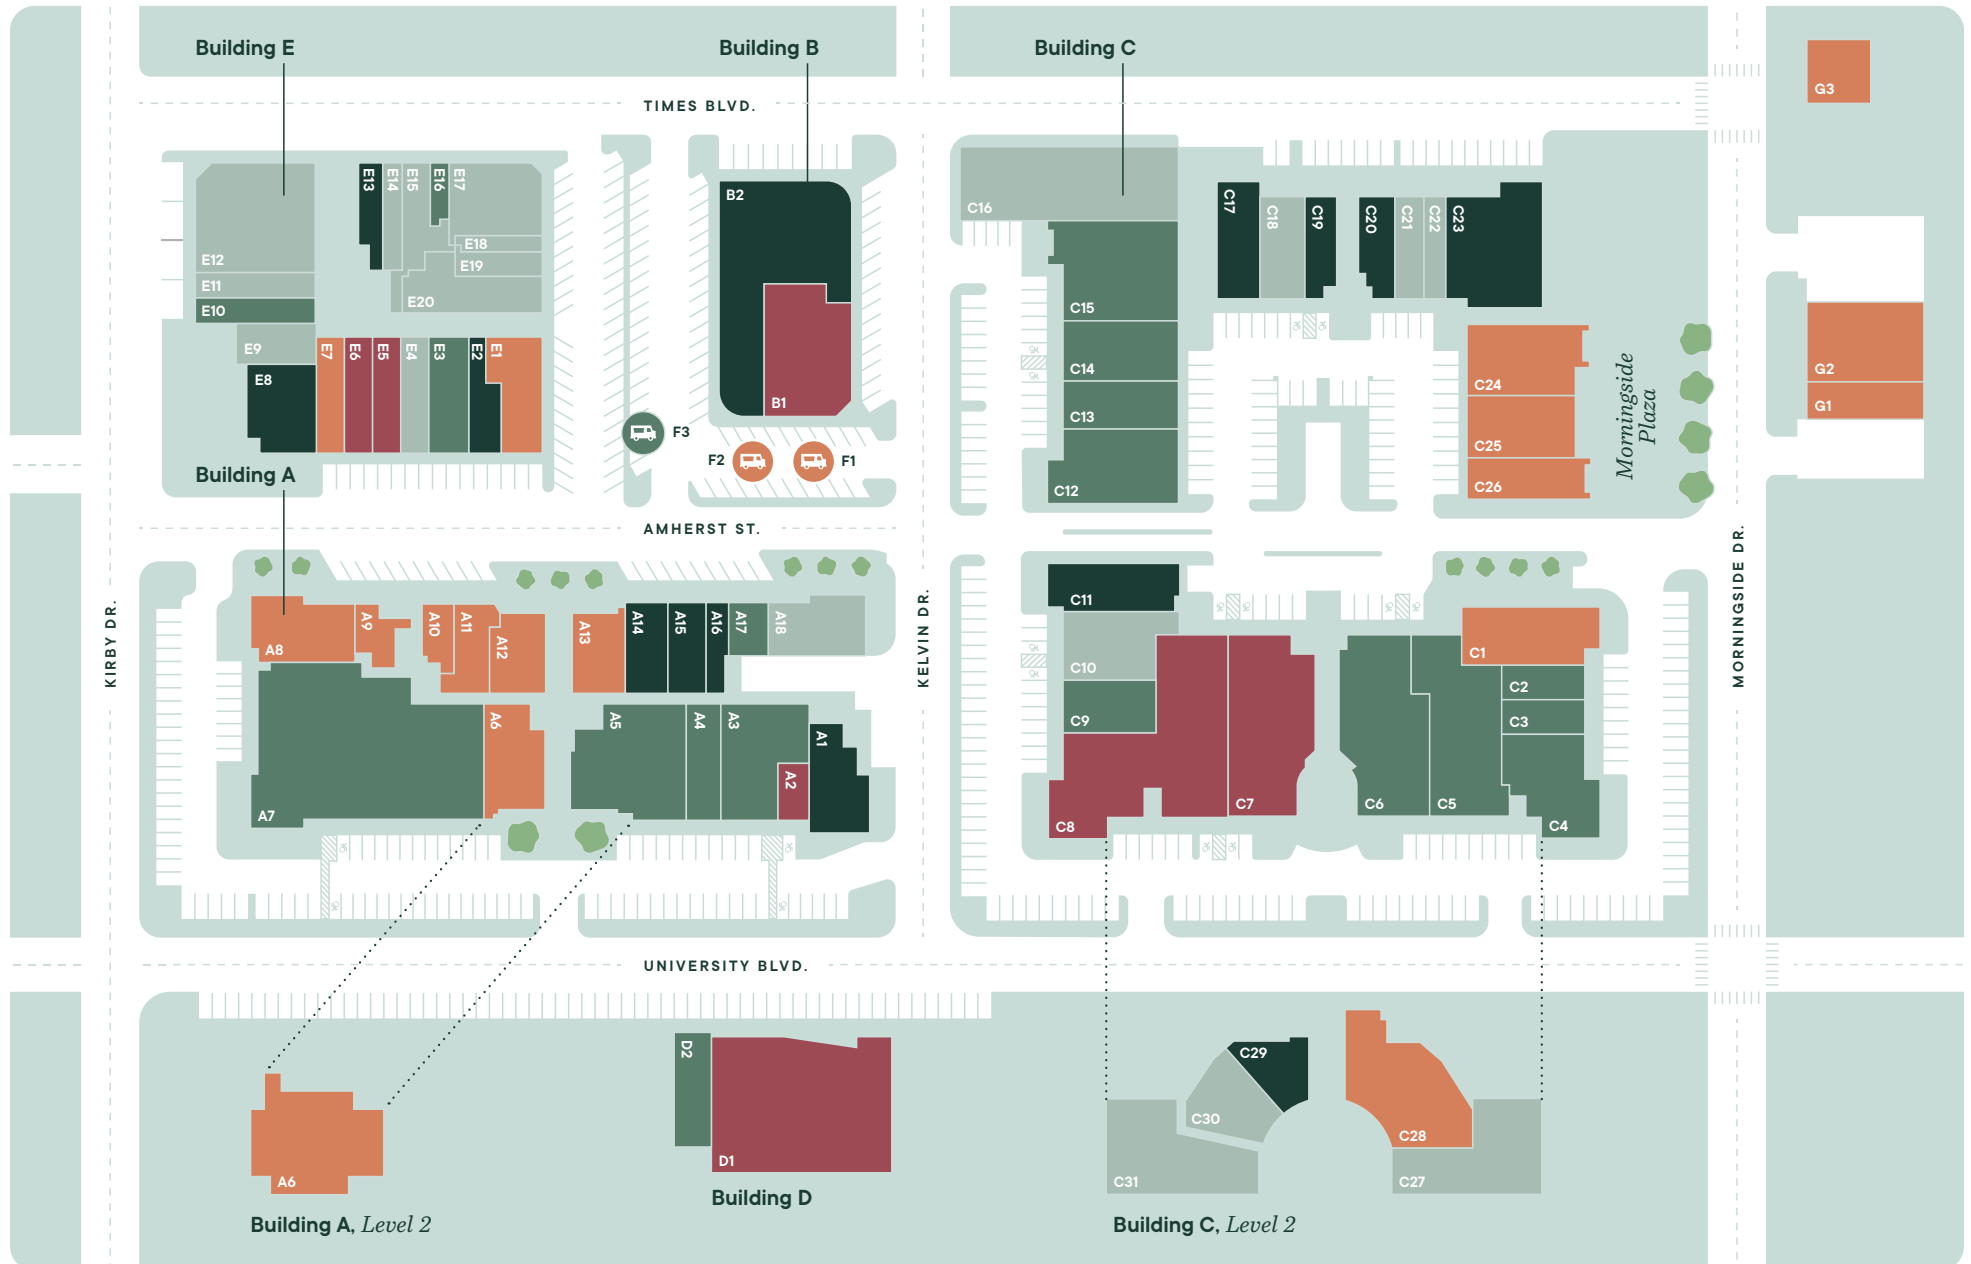 Building E
Building B
Building C
TIMES BLVD.
G3
E13
E14
E15
E16
E17
E18
E19
E20
E12
E11
E10
E9
E8
E7
E6
E5
E4
E3
E2
E1
B2
B1
F3
F2
F1
C16
C15
C14
C13
C12
C17
C18
C19
C20
C21
C22
C23
C24
C25
C26
Morningside
Plaza
G2
G1
Building A
AMHERST ST.
KIRBY DR.
KELVIN DR.
MORNINGSIDE DR.
A8
A9
A10
A11
A12
A13
A14
A15
A16
A17
A18
A7
A6
A5
A4
A3
A2
A1
C11
C10
C9
C8
C7
C6
C5
C4
C3
C2
C1
UNIVERSITY BLVD.
A6
Building A, Level 2
D2
D1
Building D
C29
C30
C31
C28
C27
Building C, Level 2